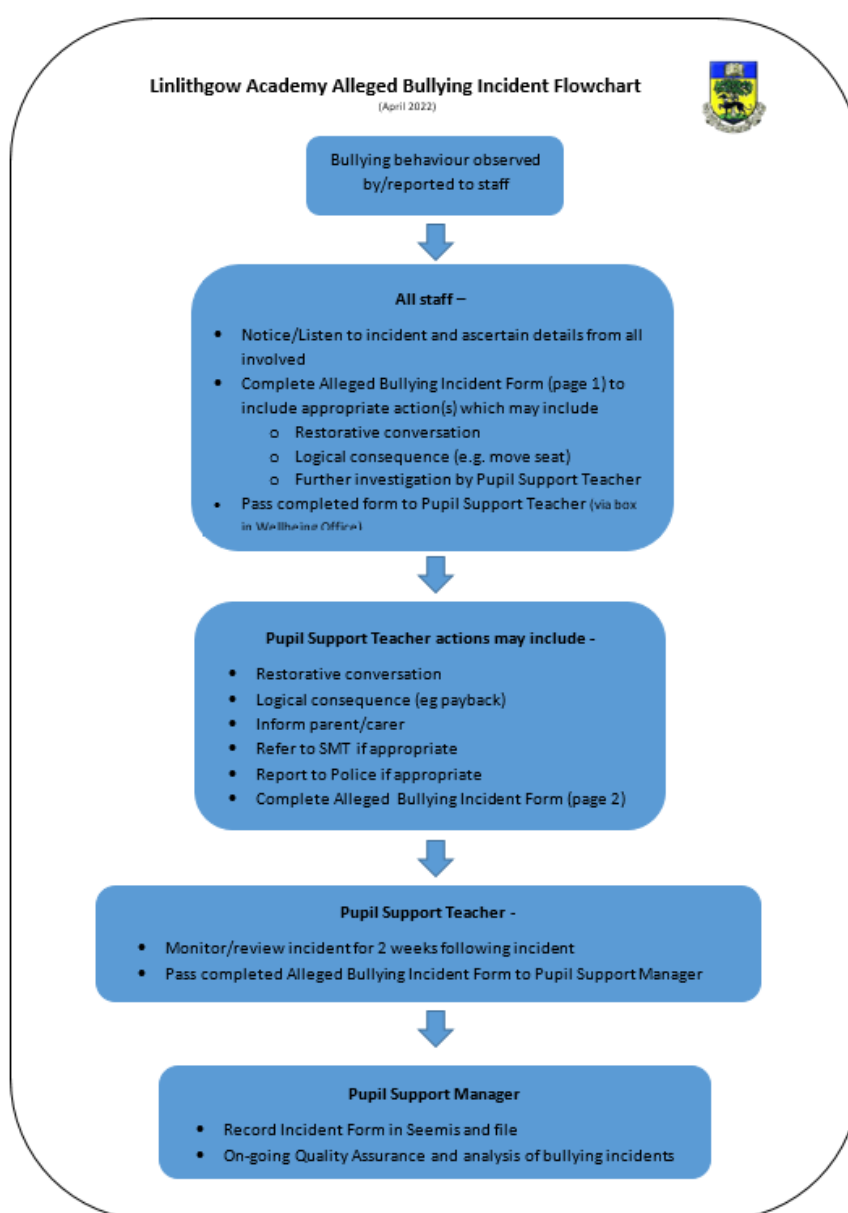 Linlithgow Academy Alleged Bullying Incident Flowchart
(April 2022)
Bullying behaviour observed
by/reported to staff
All staff –
• Notice/Listen to incident and ascertain details from all
involved
• Complete Alleged Bullying Incident Form (page 1) to
include appropriate action(s) which may include
o Restorative conversation
o Logical consequence (e.g. move seat)
o Further investigation by Pupil Support Teacher
• Pass completed form to Pupil Support Teacher (via box
in Wellbeing Office)
Pupil Support Teacher actions may include -
• Restorative conversation
• Logical consequence (eg payback)
• Inform parent/carer
• Refer to SMT if appropriate
• Report to Police if appropriate
• Complete Alleged Bullying Incident Form (page 2)
Pupil Support Teacher -
• Monitor/review incident for 2 weeks following incident
• Pass completed Alleged Bullying Incident Form to Pupil Support Manager
Pupil Support Manager
• Record Incident Form in Seemis and file
• On-going Quality Assurance and analysis of bullying incidents